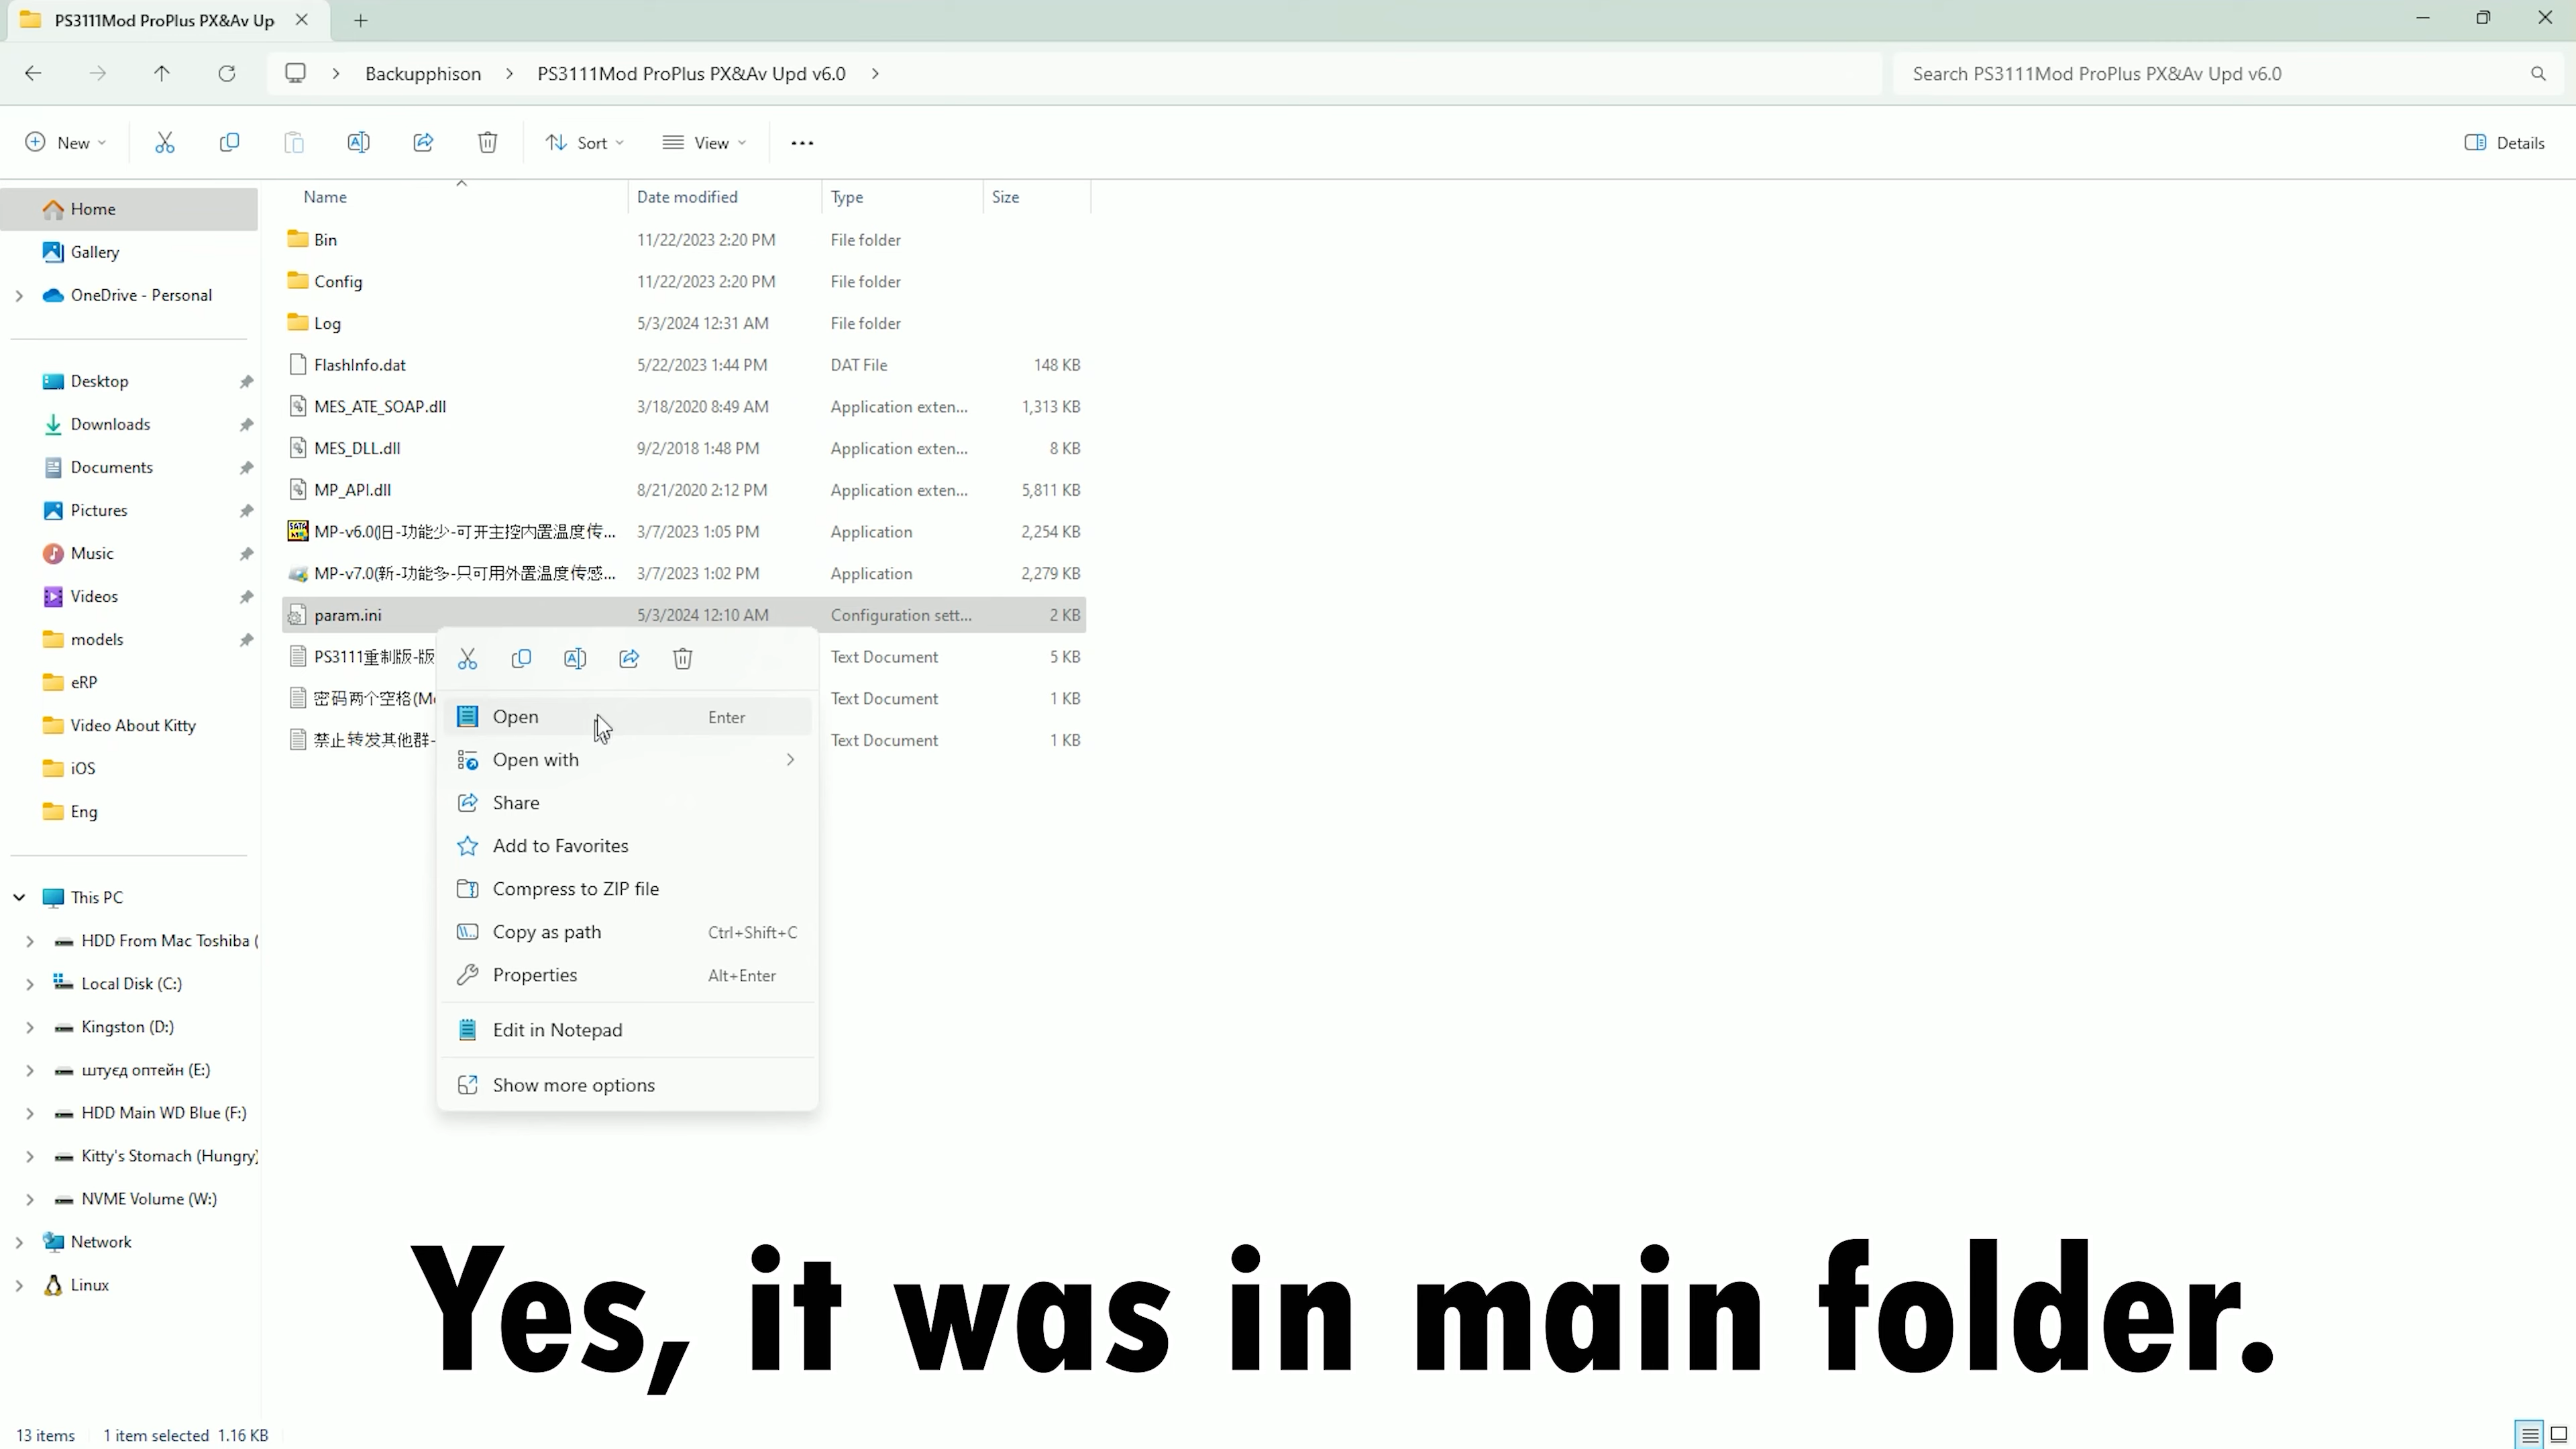 PS3111Mod ProPlus PX&Av Up
Backupphison > PS3111Mod ProPlus PX&Av Upd v6.0 >
Search PS3111Mod ProPlus PX&Av Upd v6.0
New
Sort
View
Details
Home
Gallery
OneDrive - Personal
Desktop
Downloads
Documents
Pictures
Music
Videos
models
eRP
Video About Kitty
iOS
Eng
This PC
HDD From Mac Toshiba (
Local Disk (C:)
Kingston (D:)
штуєд оптейн (E:)
HDD Main WD Blue (F:)
Kitty's Stomach (Hungry)
NVME Volume (W:)
Network
Linux
Name Date modified Type Size
Bin 11/22/2023 2:20 PM File folder
Config 11/22/2023 2:20 PM File folder
Log 5/3/2024 12:31 AM File folder
FlashInfo.dat 5/22/2023 1:44 PM DAT File 148 KB
MES_ATE_SOAP.dll 3/18/2020 8:49 AM Application exten... 1,313 KB
MES_DLL.dll 9/2/2018 1:48 PM Application exten... 8 KB
MP_API.dll 8/21/2020 2:12 PM Application exten... 5,811 KB
MP-v6.0(旧-功能少-可开主控内置温度传... 3/7/2023 1:05 PM Application 2,254 KB
MP-v7.0(新-功能多-只可用外置温度传感... 3/7/2023 1:02 PM Application 2,279 KB
param.ini 5/3/2024 12:10 AM Configuration sett... 2 KB
PS3111重制版-版 Text Document 5 KB
密码两个空格(M Text Document 1 KB
禁止转发其他群- Text Document 1 KB
Open Enter
Open with
Share
Add to Favorites
Compress to ZIP file
Copy as path Ctrl+Shift+C
Properties Alt+Enter
Edit in Notepad
Show more options
Yes, it was in main folder.
13 items 1 item selected 1.16 KB